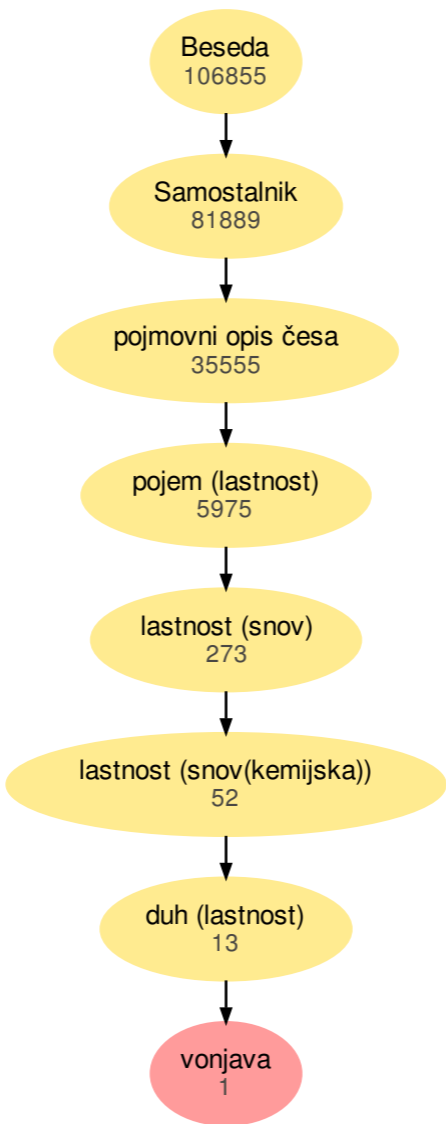 Beseda
106855
Samostalnik
81889
pojmovni opis česa
35555
pojem (lastnost)
5975
lastnost (snov)
273
lastnost (snov(kemijska))
52
duh (lastnost)
13
vonjava
1